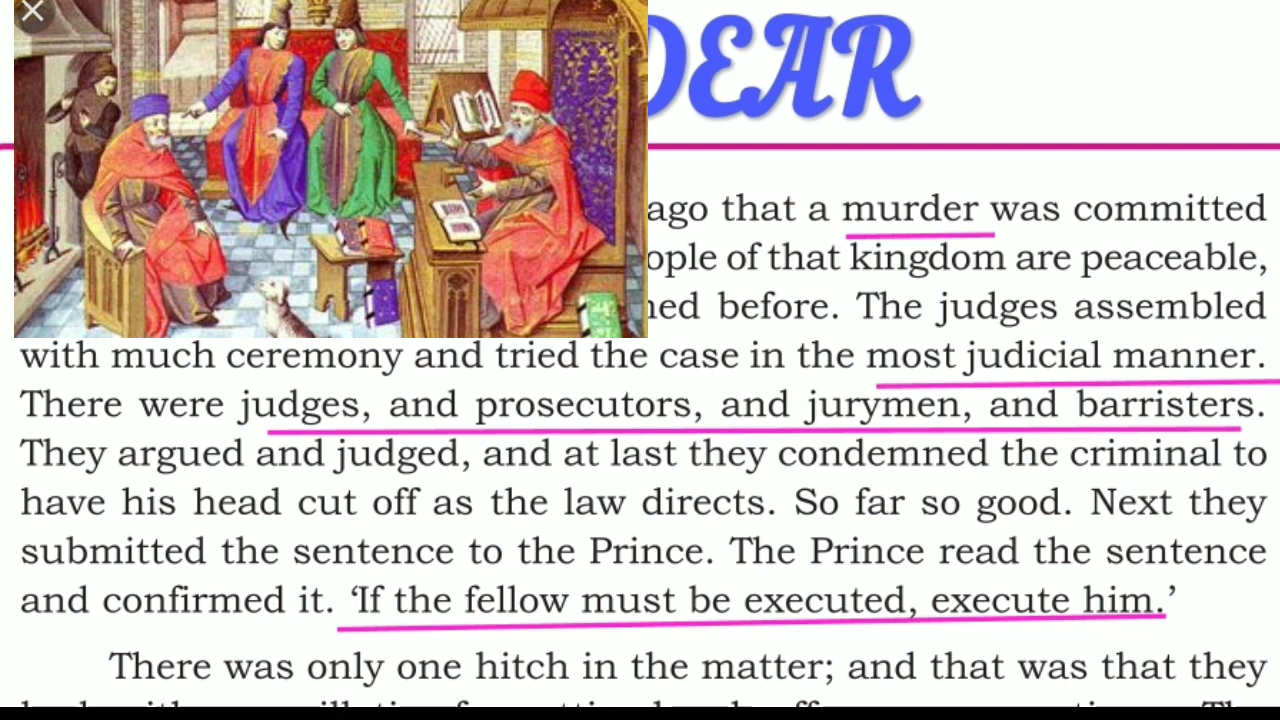 DEAR
ago that a murder was committed
of that kingdom are peaceable,
before. The judges assembled
with much ceremony and tried the case in the most judicial manner.
There were judges, and prosecutors, and jurymen, and barristers.
They argued and judged, and at last they condemned the criminal to
have his head cut off as the law directs. So far so good. Next they
submitted the sentence to the Prince. The Prince read the sentence
and confirmed it. ‘If the fellow must be executed, execute him.’
There was only one hitch in the matter; and that was that they